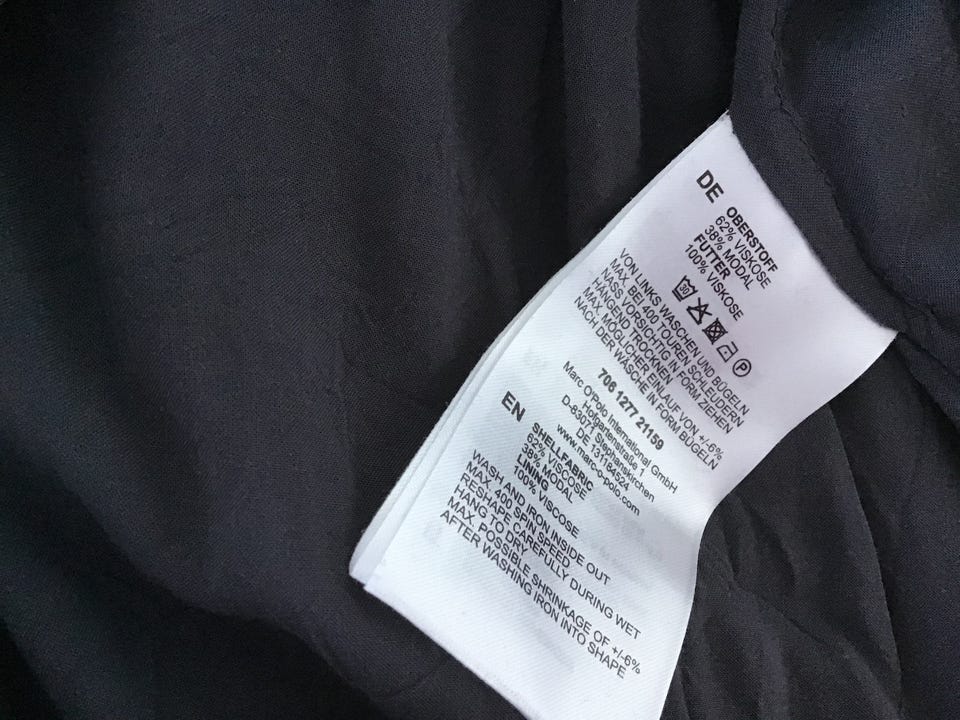 DE OBERSTOFF
62% VISKOSE
38% MODAL
FUTTER
100% VISKOSE
30 P
VON LINKS WASCHEN UND BÜGELN
MAX. BEI 400 TOUREN SCHLEUDERN
NASS VORSICHTIG IN FORM ZIEHEN
HÄNGEND TROCKNEN
MAX. MÖGLICHER EINLAUF VON +/-6%
NACH DER WÄSCHE IN FORM BÜGELN
706 1277 21159
Marc O'Polo International GmbH
Hofgartenstraße 1
D-83071 Stephanskirchen
DE 131184524
www.marc-o-polo.com
EN SHELLFABRIC
62% VISCOSE
38% MODAL
LINING
100% VISCOSE
WASH AND IRON INSIDE OUT
MAX. 400 SPIN SPEED
RESHAPE CAREFULLY DURING WET
HANG TO DRY
MAX. POSSIBLE SHRINKAGE OF +/-6%
AFTER WASHING IRON INTO SHAPE